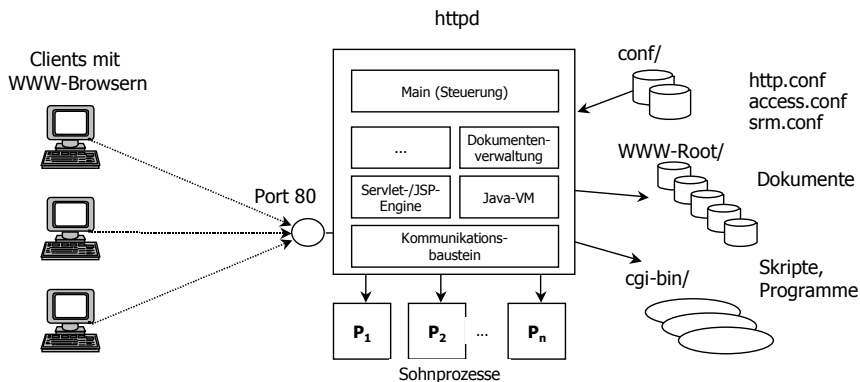 httpd
Clients mit
WWW-Browsern
Port 80
Main (Steuerung)
...
Dokumenten-
verwaltung
Servlet-/JSP-
Engine
Java-VM
Kommunikations-
baustein
P1
P2
...
Pn
Sohnprozesse
conf/
http.conf
access.conf
srm.conf
WWW-Root/
Dokumente
cgi-bin/
Skripte,
Programme